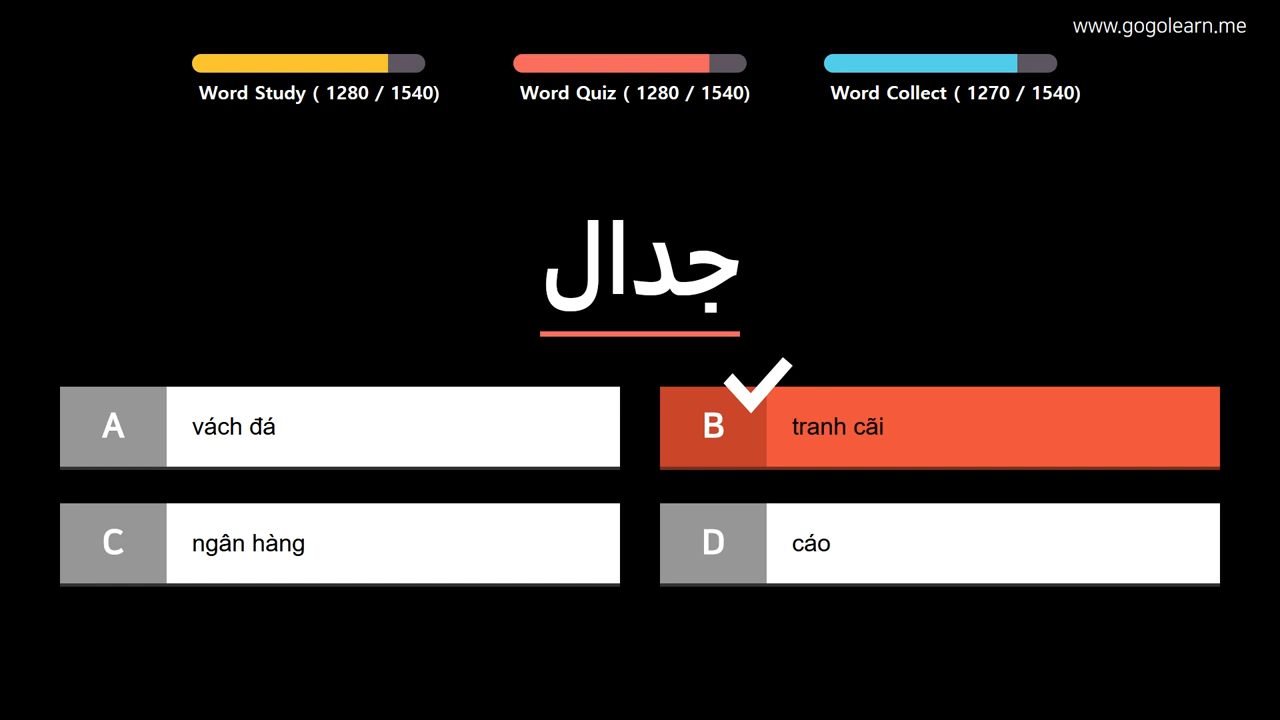 www.gogolearn.me
Word Study ( 1280 / 1540)
Word Quiz ( 1280 / 1540)
Word Collect ( 1270 / 1540)
جدال
A vách đá
B tranh cãi
C ngân hàng
D cáo